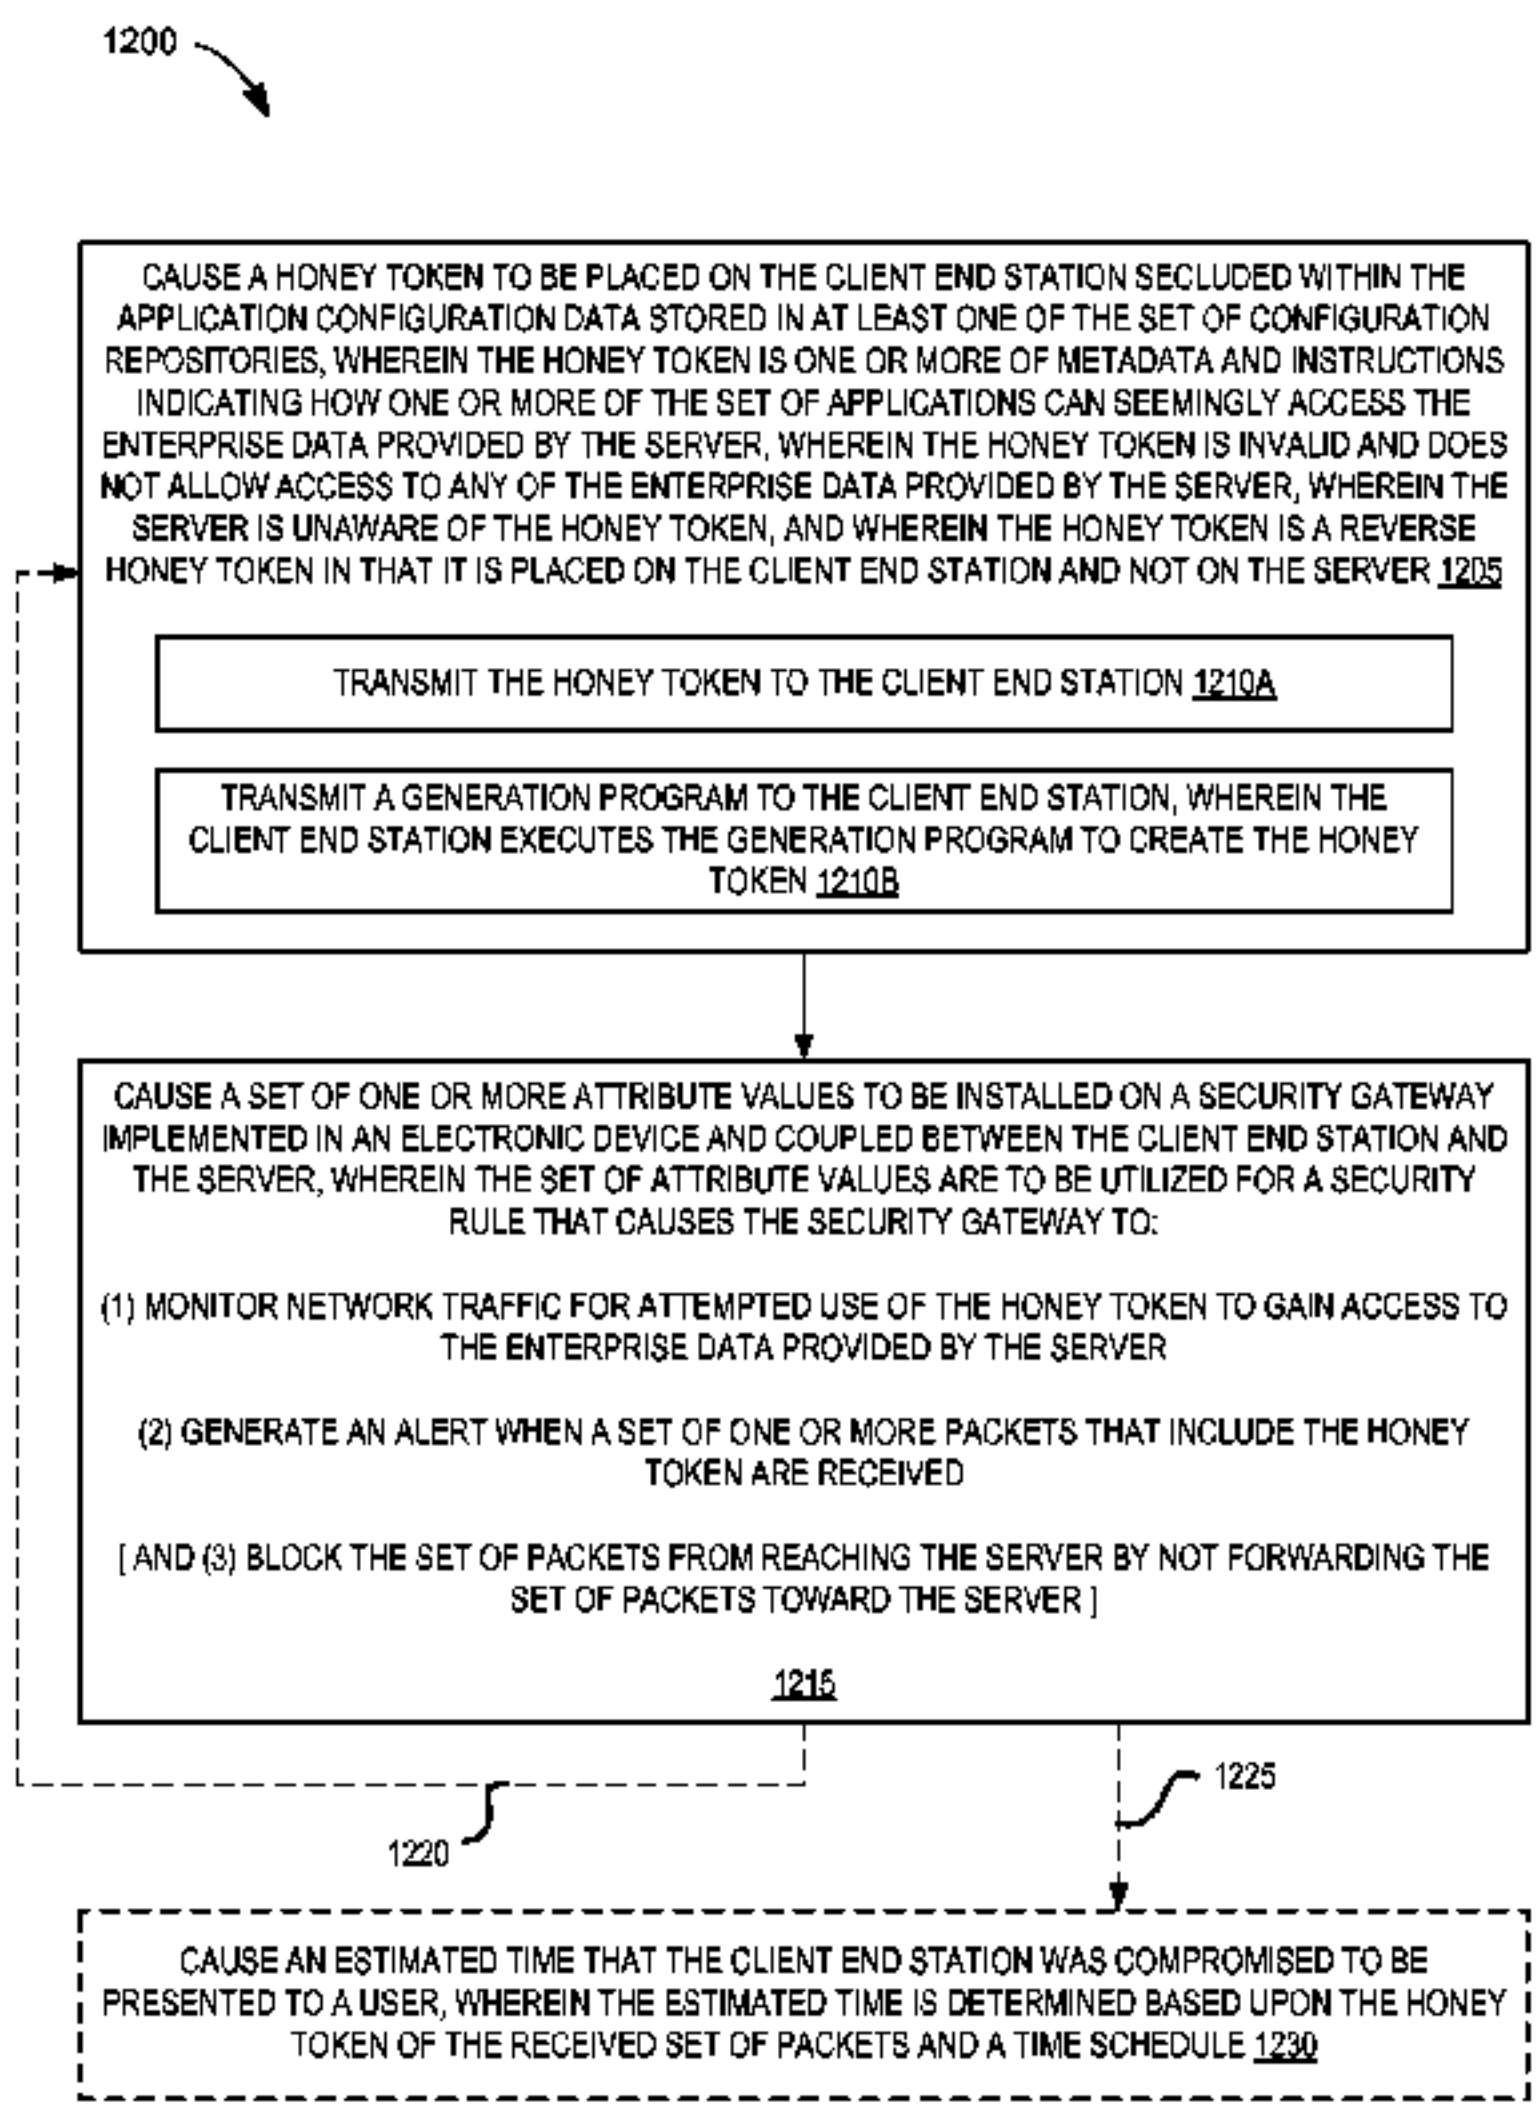 1200
CAUSE A HONEY TOKEN TO BE PLACED ON THE CLIENT END STATION SECLUDED WITHIN THE
APPLICATION CONFIGURATION DATA STORED IN AT LEAST ONE OF THE SET OF CONFIGURATION
REPOSITORIES, WHEREIN THE HONEY TOKEN IS ONE OR MORE OF METADATA AND INSTRUCTIONS
INDICATING HOW ONE OR MORE OF THE SET OF APPLICATIONS CAN SEEMINGLY ACCESS THE
ENTERPRISE DATA PROVIDED BY THE SERVER, WHEREIN THE HONEY TOKEN IS INVALID AND DOES
NOT ALLOW ACCESS TO ANY OF THE ENTERPRISE DATA PROVIDED BY THE SERVER, WHEREIN THE
SERVER IS UNAWARE OF THE HONEY TOKEN, AND WHEREIN THE HONEY TOKEN IS A REVERSE
HONEY TOKEN IN THAT IT IS PLACED ON THE CLIENT END STATION AND NOT ON THE SERVER 1205
TRANSMIT THE HONEY TOKEN TO THE CLIENT END STATION 1210A
TRANSMIT A GENERATION PROGRAM TO THE CLIENT END STATION, WHEREIN THE
CLIENT END STATION EXECUTES THE GENERATION PROGRAM TO CREATE THE HONEY
TOKEN 1210B
CAUSE A SET OF ONE OR MORE ATTRIBUTE VALUES TO BE INSTALLED ON A SECURITY GATEWAY
IMPLEMENTED IN AN ELECTRONIC DEVICE AND COUPLED BETWEEN THE CLIENT END STATION AND
THE SERVER, WHEREIN THE SET OF ATTRIBUTE VALUES ARE TO BE UTILIZED FOR A SECURITY
RULE THAT CAUSES THE SECURITY GATEWAY TO:
(1) MONITOR NETWORK TRAFFIC FOR ATTEMPTED USE OF THE HONEY TOKEN TO GAIN ACCESS TO
THE ENTERPRISE DATA PROVIDED BY THE SERVER
(2) GENERATE AN ALERT WHEN A SET OF ONE OR MORE PACKETS THAT INCLUDE THE HONEY
TOKEN ARE RECEIVED
[ AND (3) BLOCK THE SET OF PACKETS FROM REACHING THE SERVER BY NOT FORWARDING THE
SET OF PACKETS TOWARD THE SERVER ]
1215
1225
1220
CAUSE AN ESTIMATED TIME THAT THE CLIENT END STATION WAS COMPROMISED TO BE
PRESENTED TO A USER, WHEREIN THE ESTIMATED TIME IS DETERMINED BASED UPON THE HONEY
TOKEN OF THE RECEIVED SET OF PACKETS AND A TIME SCHEDULE 1230